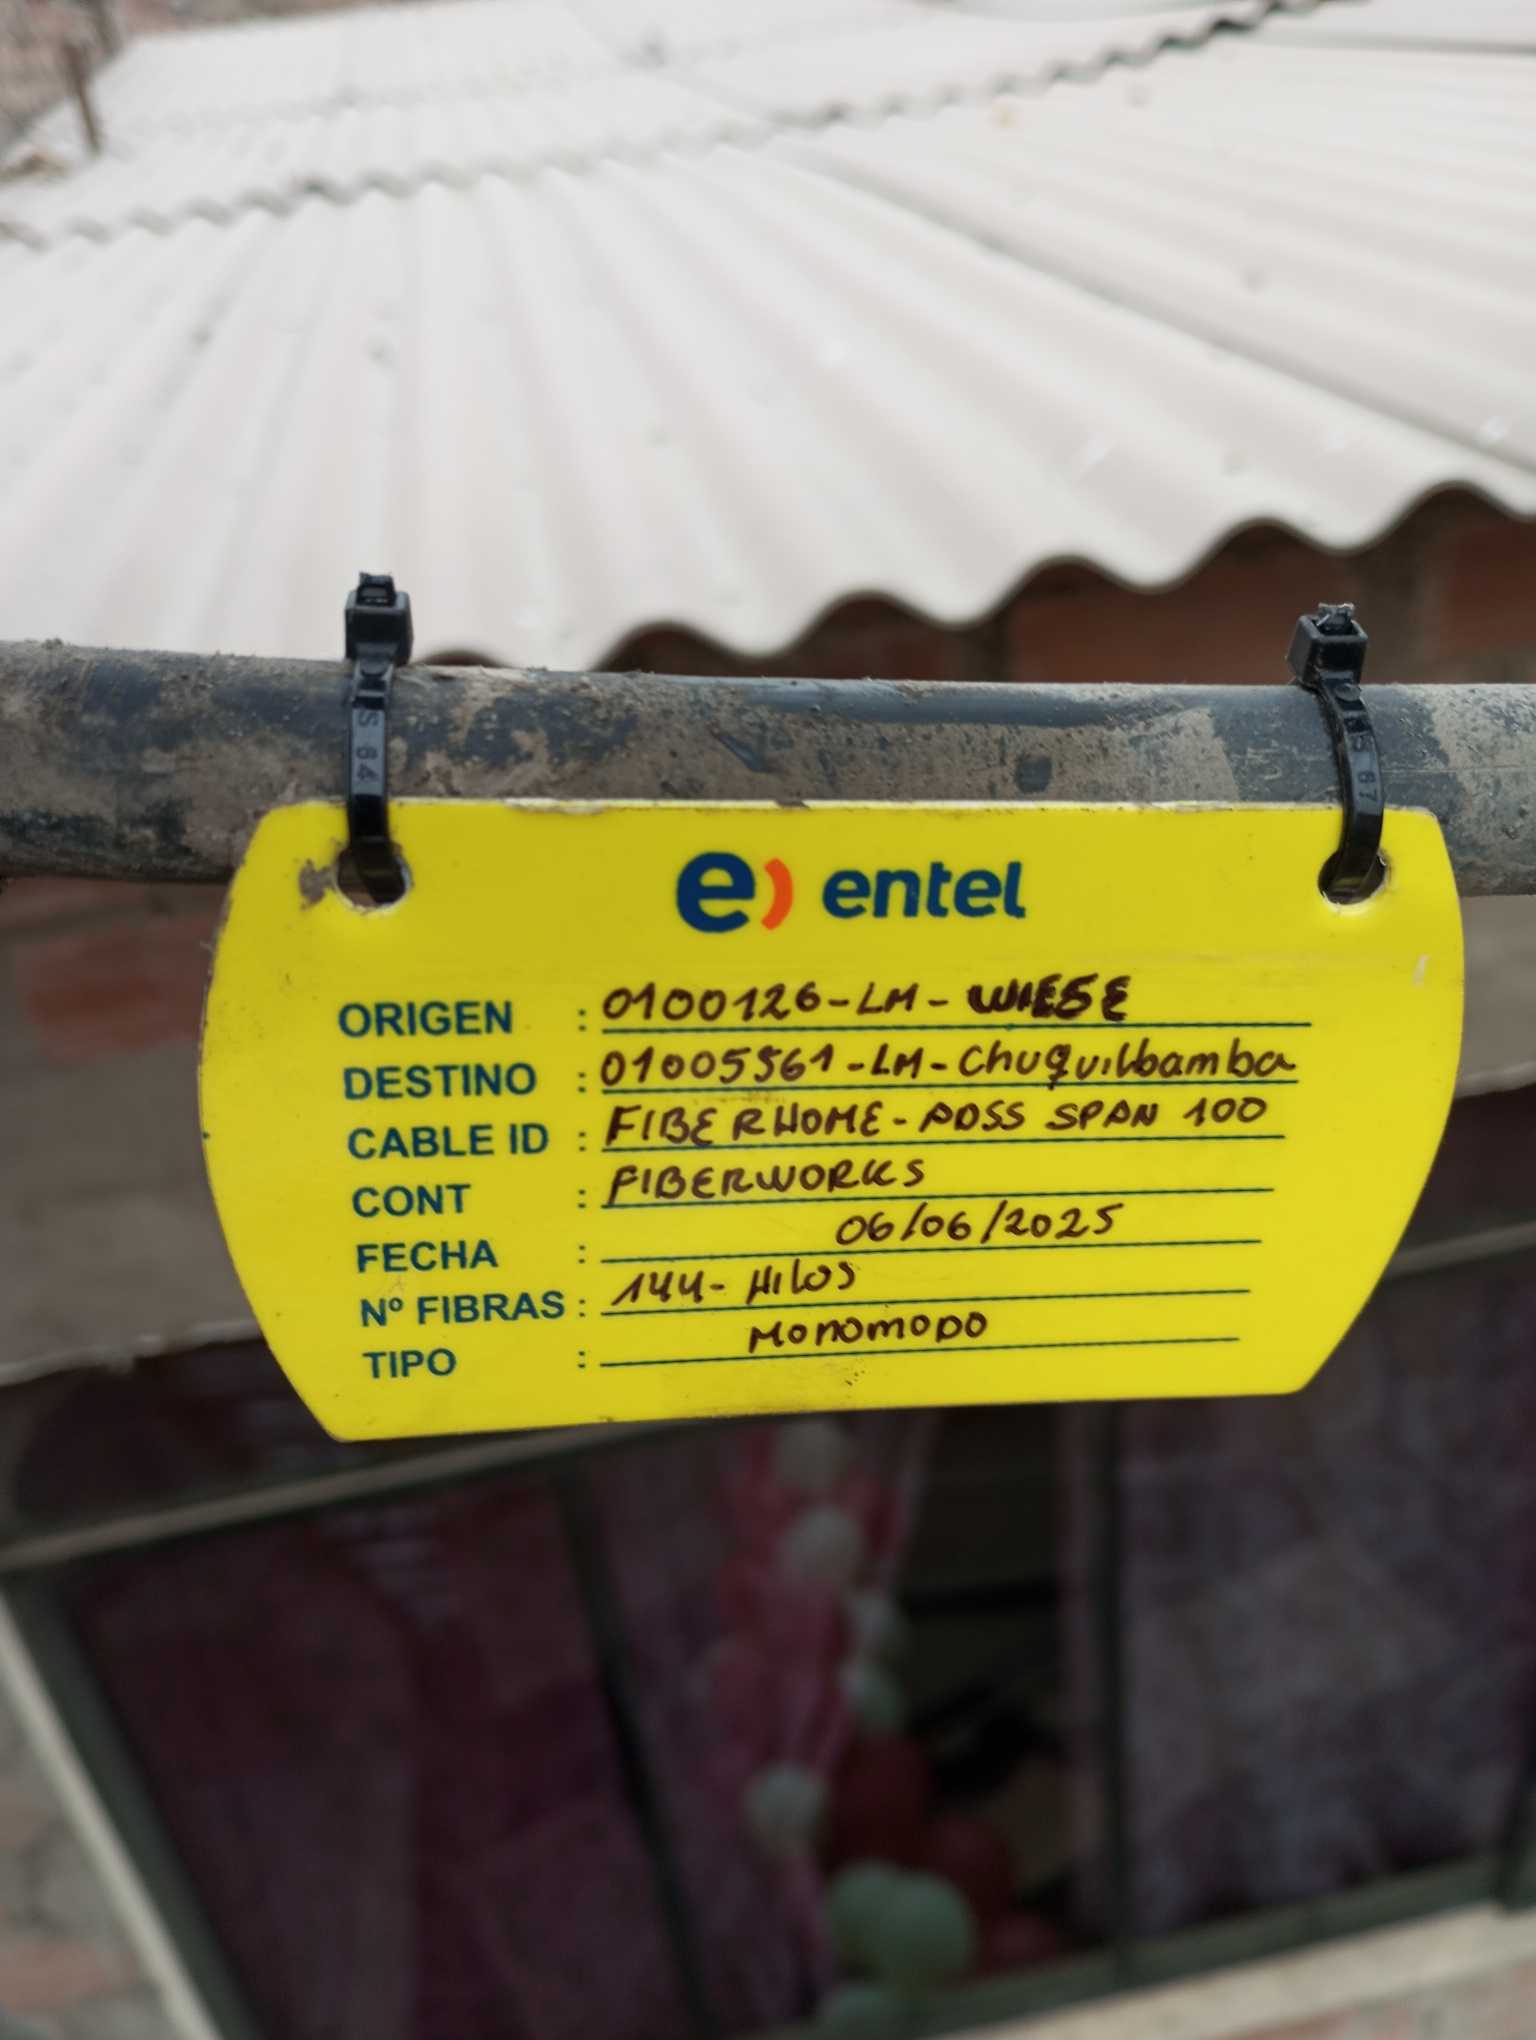 e) entel
ORIGEN : 0100126-LM-WIESE
DESTINO : 01005561-LM-Chuquibamba
CABLE ID : FIBERHOME-ADSS SPAN 100
CONT : FIBERWORKS
FECHA : 06/06/2025
Nº FIBRAS : 144-HILOS
TIPO : MONOMODO